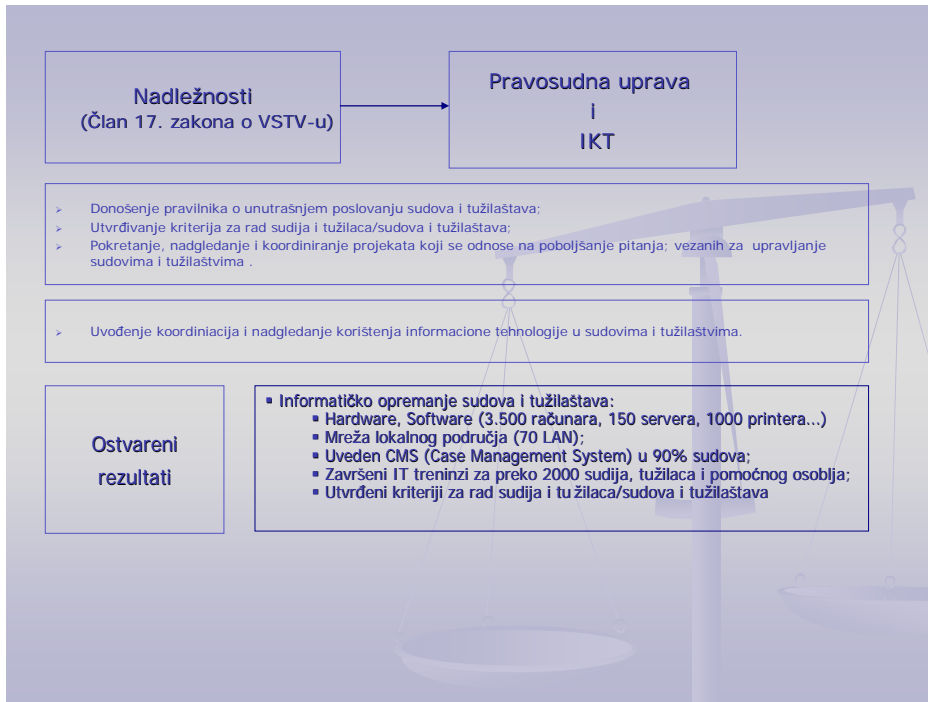 Nadležnosti
(Član 17. zakona o VSTV-u)
Pravosudna uprava
i
IKT
➢ Donošenje pravilnika o unutrašnjem poslovanju sudova i tužilaštava;
➢ Utvrđivanje kriterija za rad sudija i tužilaca/sudova i tužilaštava;
➢ Pokretanje, nadgledanje i koordiniranje projekata koji se odnose na poboljšanje pitanja; vezanih za upravljanje
sudovima i tužilaštvima .
➢ Uvođenje koordiniacija i nadgledanje korištenja informacione tehnologije u sudovima i tužilaštvima.
Ostvareni
rezultati
▪ Informatičko opremanje sudova i tužilaštava:
▪ Hardware, Software (3.500 računara, 150 servera, 1000 printera...)
▪ Mreža lokalnog područja (70 LAN);
▪ Uveden CMS (Case Management System) u 90% sudova;
▪ Završeni IT treninzi za preko 2000 sudija, tužilaca i pomoćnog osoblja;
▪ Utvrđeni kriteriji za rad sudija i tužilaca/sudova i tužilaštava